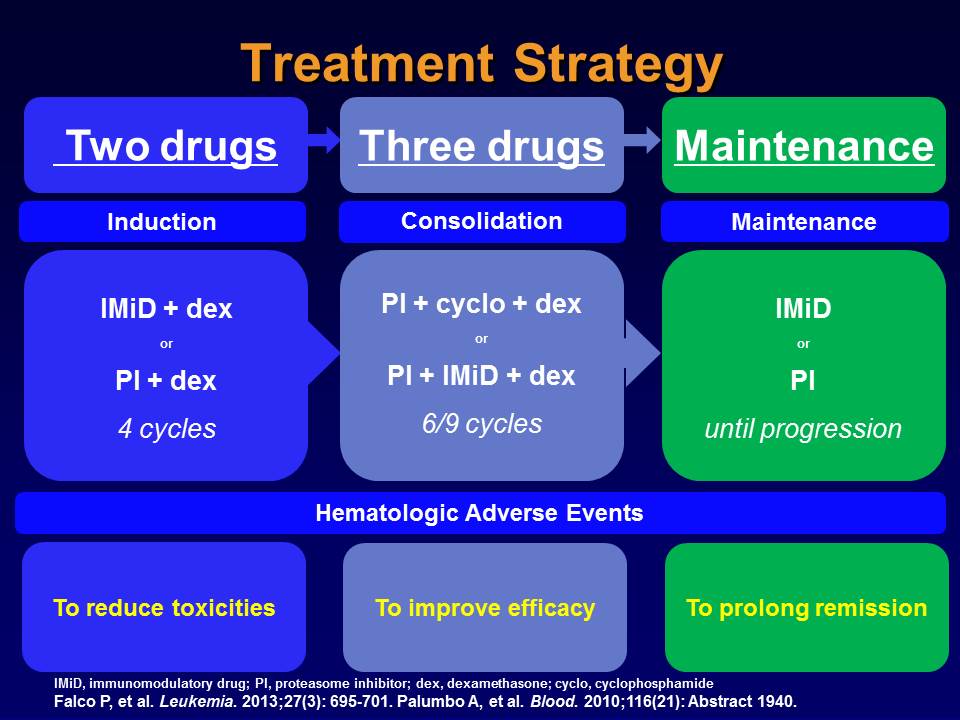 Treatment Strategy
Two drugs
Three drugs
Maintenance
Induction
Consolidation
Maintenance
IMiD + dex
or
PI + dex
4 cycles
PI + cyclo + dex
or
PI + IMiD + dex
6/9 cycles
IMiD
or
PI
until progression
Hematologic Adverse Events
To reduce toxicities
To improve efficacy
To prolong remission
IMiD, immunomodulatory drug; PI, proteasome inhibitor; dex, dexamethasone; cyclo, cyclophosphamide
Falco P, et al. Leukemia. 2013;27(3): 695-701. Palumbo A, et al. Blood. 2010;116(21): Abstract 1940.